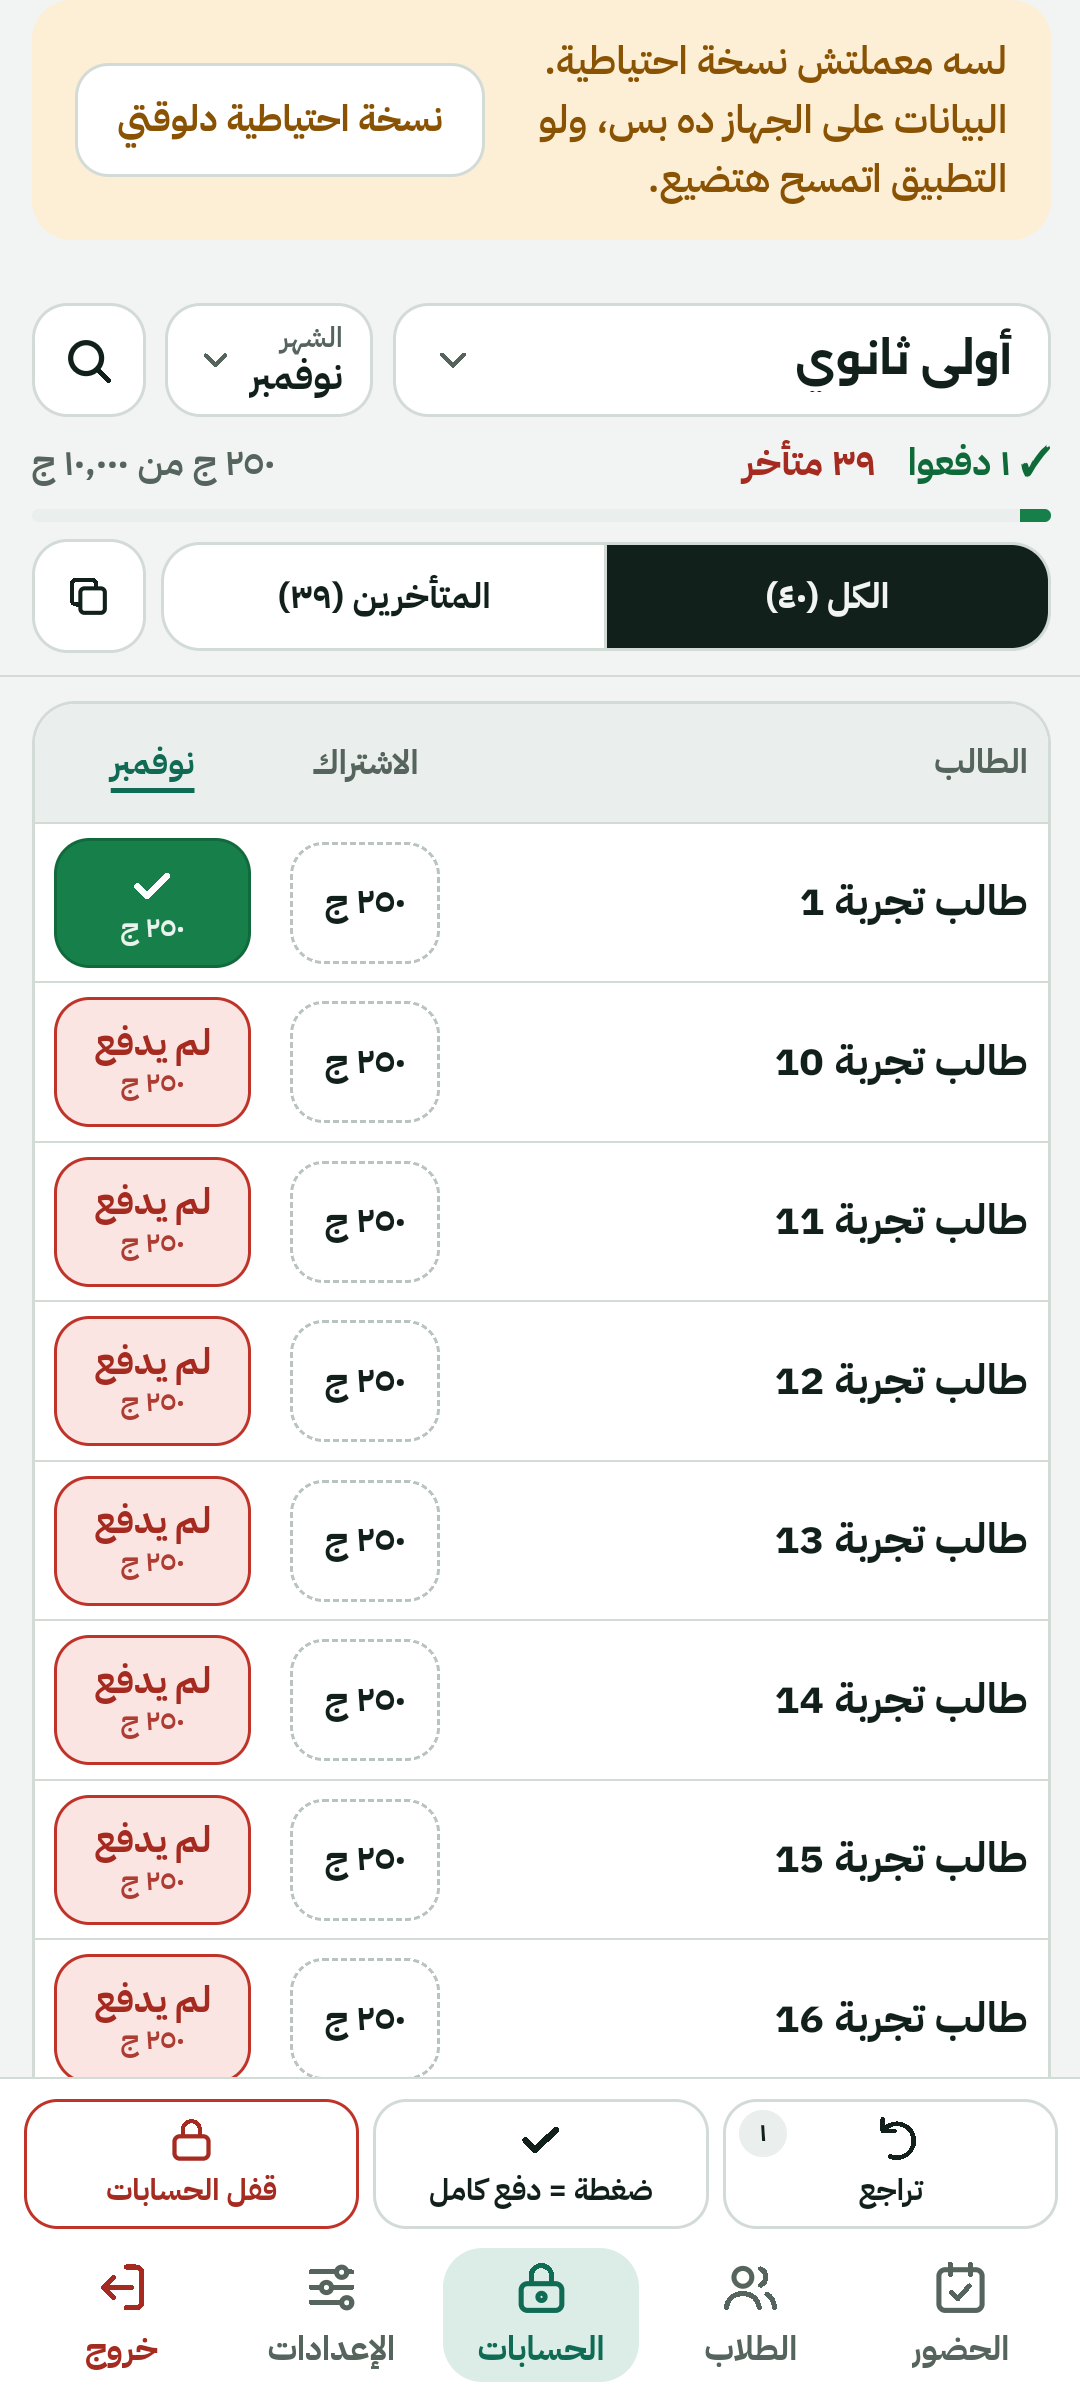 لسه معملتش نسخة احتياطية.
البيانات على الجهاز ده بس، ولو
التطبيق اتمسح هتضيع.
نسخة احتياطية دلوقتي
أولى ثانوي
الشهر
نوفمبر
✓ ١ دفعوا
٣٩ متأخر
٢٥٠ ج من ١٠,٠٠٠ ج
الكل (٤٠)
المتأخرين (٣٩)
الطالب
الاشتراك
نوفمبر
طالب تجربة 1
٢٥٠ ج
٢٥٠ ج
طالب تجربة 10
٢٥٠ ج
لم يدفع
٢٥٠ ج
طالب تجربة 11
٢٥٠ ج
لم يدفع
٢٥٠ ج
طالب تجربة 12
٢٥٠ ج
لم يدفع
٢٥٠ ج
طالب تجربة 13
٢٥٠ ج
لم يدفع
٢٥٠ ج
طالب تجربة 14
٢٥٠ ج
لم يدفع
٢٥٠ ج
طالب تجربة 15
٢٥٠ ج
لم يدفع
٢٥٠ ج
طالب تجربة 16
٢٥٠ ج
لم يدفع
٢٥٠ ج
تراجع
١
ضغطة = دفع كامل
قفل الحسابات
الحضور
الطلاب
الحسابات
الإعدادات
خروج